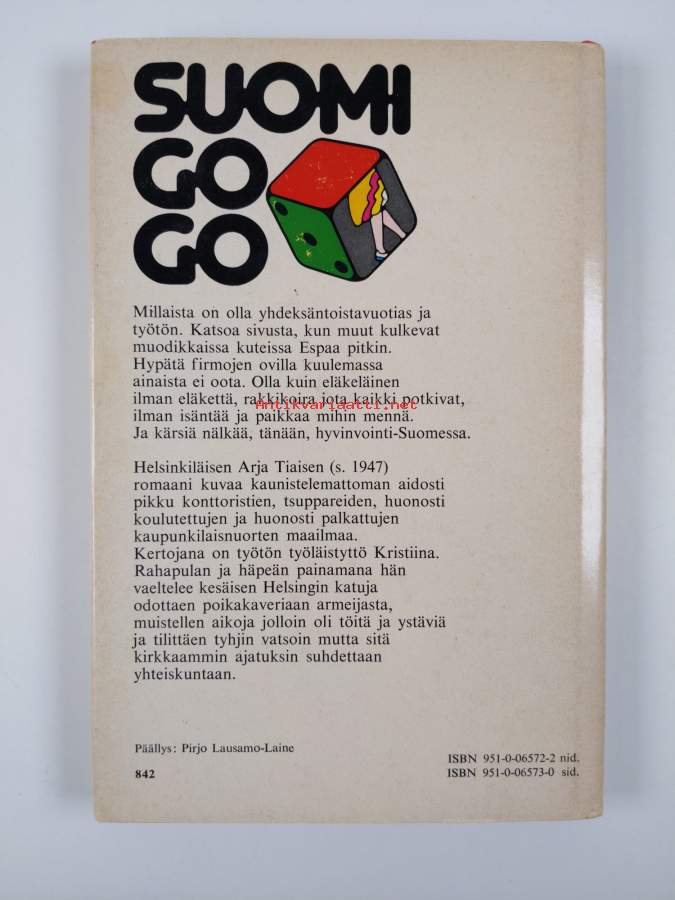 SUOMI
GO
GO
Millaista on olla yhdeksäntoistavuotias ja
työtön. Katsoa sivusta, kun muut kulkevat
muodikkaissa kuteissa Espaa pitkin.
Hypätä firmojen ovilla kuulemassa
ainaista ei oota. Olla kuin eläkeläinen
ilman eläkettä, rakkikoira jota kaikki potkivat,
Antikvariaatti.net
ilman isäntää ja paikkaa mihin mennä.
Ja kärsiä nälkää, tänään, hyvinvointi-Suomessa.
Helsinkiläisen Arja Tiaisen (s. 1947)
romaani kuvaa kaunistelemattoman aidosti
pikku konttoristien, tsuppareiden, huonosti
koulutettujen ja huonosti palkattujen
kaupunkilaisnuorten maailmaa.
Kertojana on työtön työläistyttö Kristiina.
Rahapulan ja häpeän painamana hän
vaeltelee kesäisen Helsingin katuja
odottaen poikakaveriaan armeijasta,
muistellen aikoja jolloin oli töitä ja ystäviä
ja tilittäen tyhjin vatsoin mutta sitä
kirkkaammin ajatuksin suhdettaan
yhteiskuntaan.
Päällys: Pirjo Lausamo-Laine
842
ISBN 951-0-06572-2 nid.
ISBN 951-0-06573-0 sid.